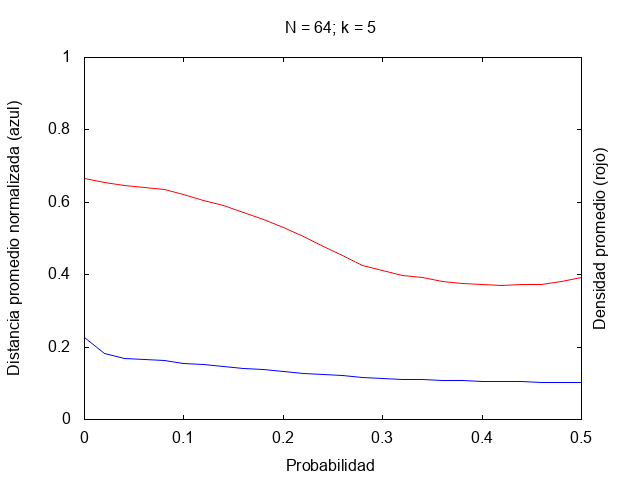 N = 64; k = 5
Distancia promedio normalizada (azul)
1
0.8
0.6
0.4
0.2
0
0 0.1 0.2 0.3 0.4 0.5
Probabilidad
Densidad promedio (rojo)